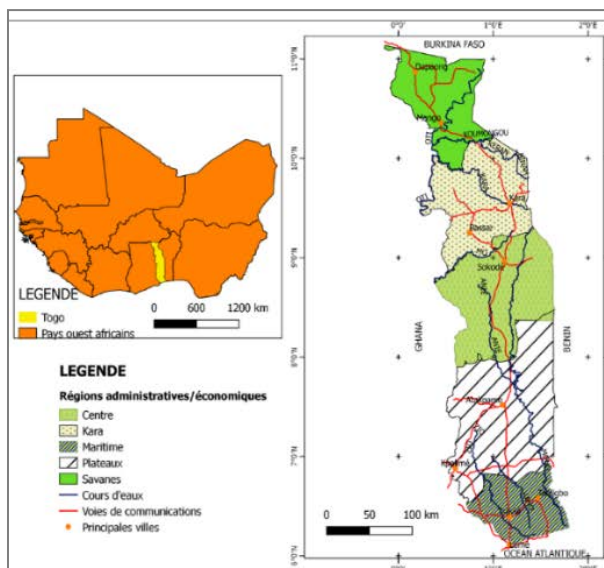 LEGENDE
Togo
Pays ouest africains
0 600 1200 km
LEGENDE
Régions administratives/économiques
Centre
Kara
Maritime
Plateaux
Savanes
Cours d'eaux
Voies de communications
Principales villes
0°0 1°0'E 2°0'E
BURKINA FASO
11°0'N
Dapaong
Mango
KOUMONGOU
10°0'N
Kara
Bassar
9°0'N
Sokodé
GHANA
BENIN
8°0'N
Atakpamé
7°0'N
Kpalimé
Lomé
6°0'N
OCEAN ATLANTIQUE
0 50 100 km